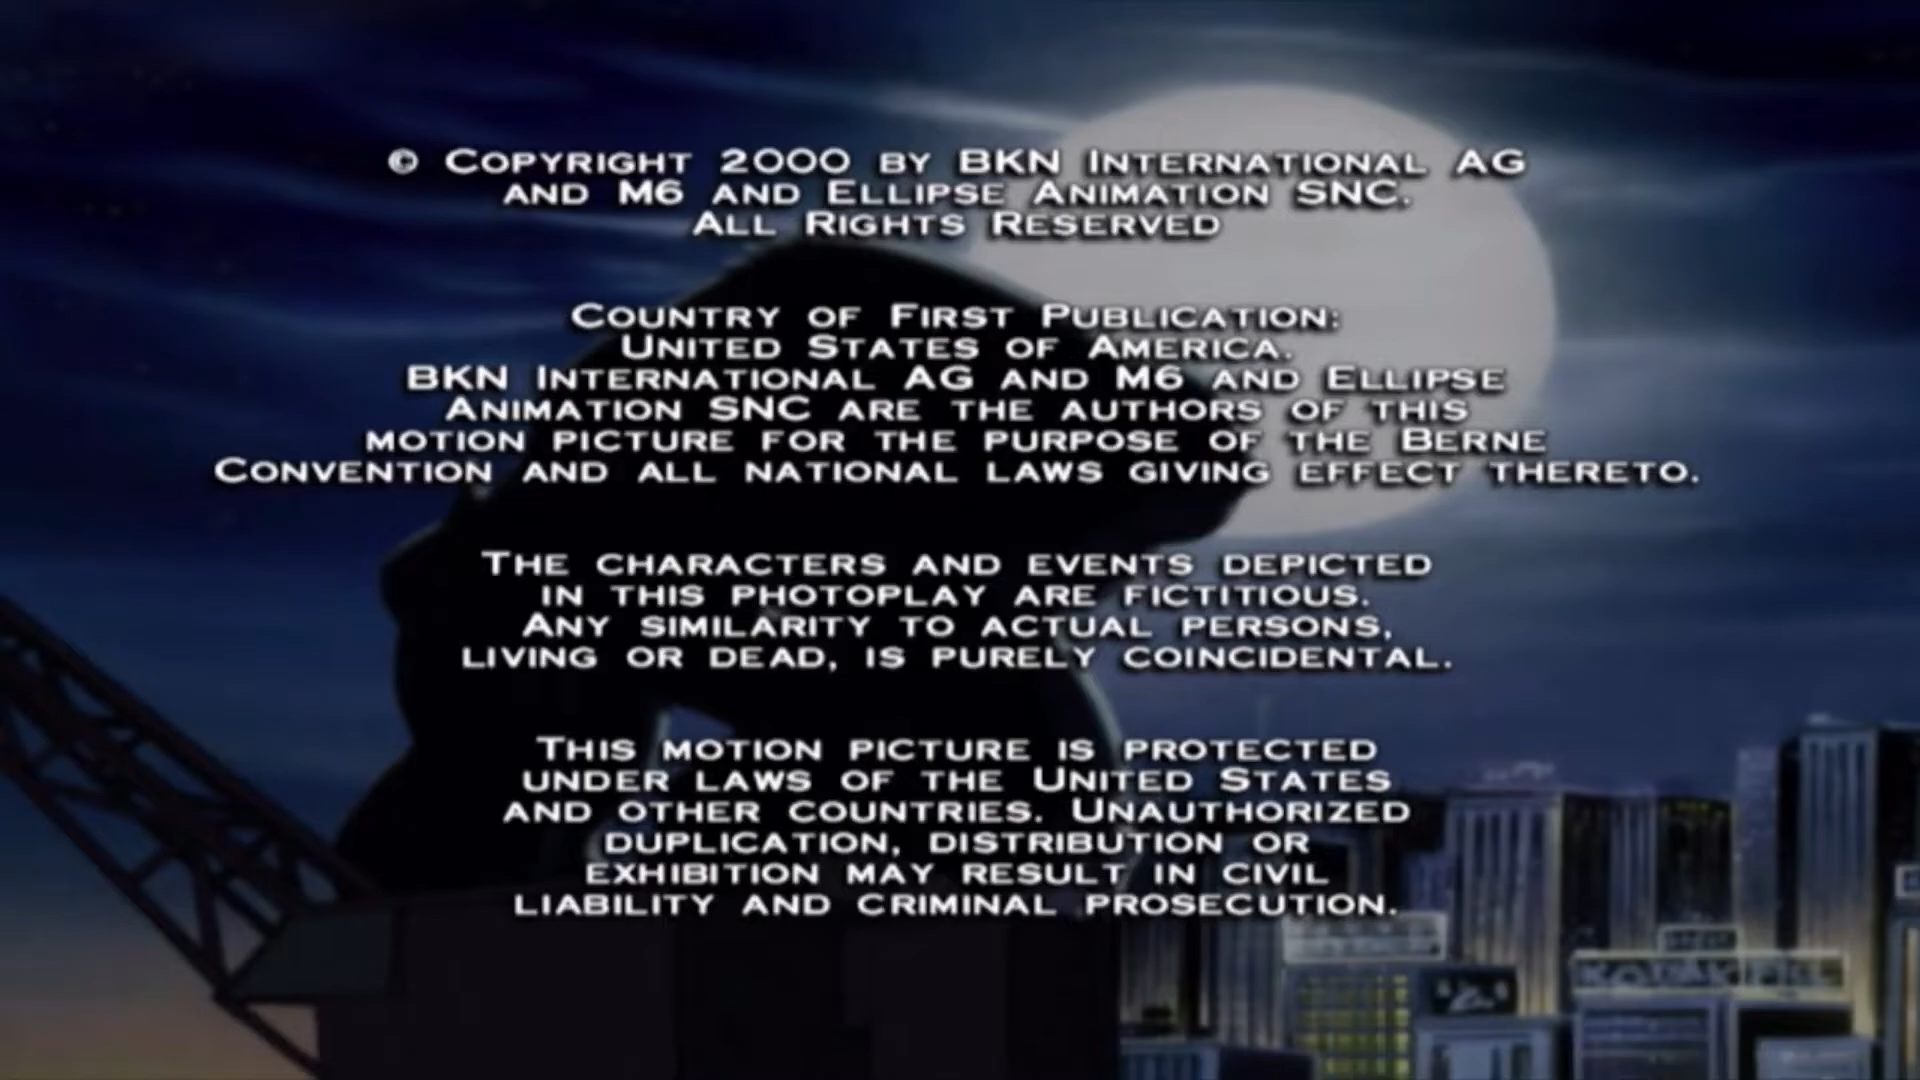 © Copyright 2000 by BKN International AG
and M6 and Ellipse Animation SNC.
All Rights Reserved
Country of First Publication:
United States of America.
BKN International AG and M6 and Ellipse
Animation SNC are the authors of this
motion picture for the purpose of the Berne
Convention and all national laws giving effect thereto.
The characters and events depicted
in this photoplay are fictitious.
Any similarity to actual persons,
living or dead, is purely coincidental.
This motion picture is protected
under laws of the United States
and other countries. Unauthorized
duplication, distribution or
exhibition may result in civil
liability and criminal prosecution.